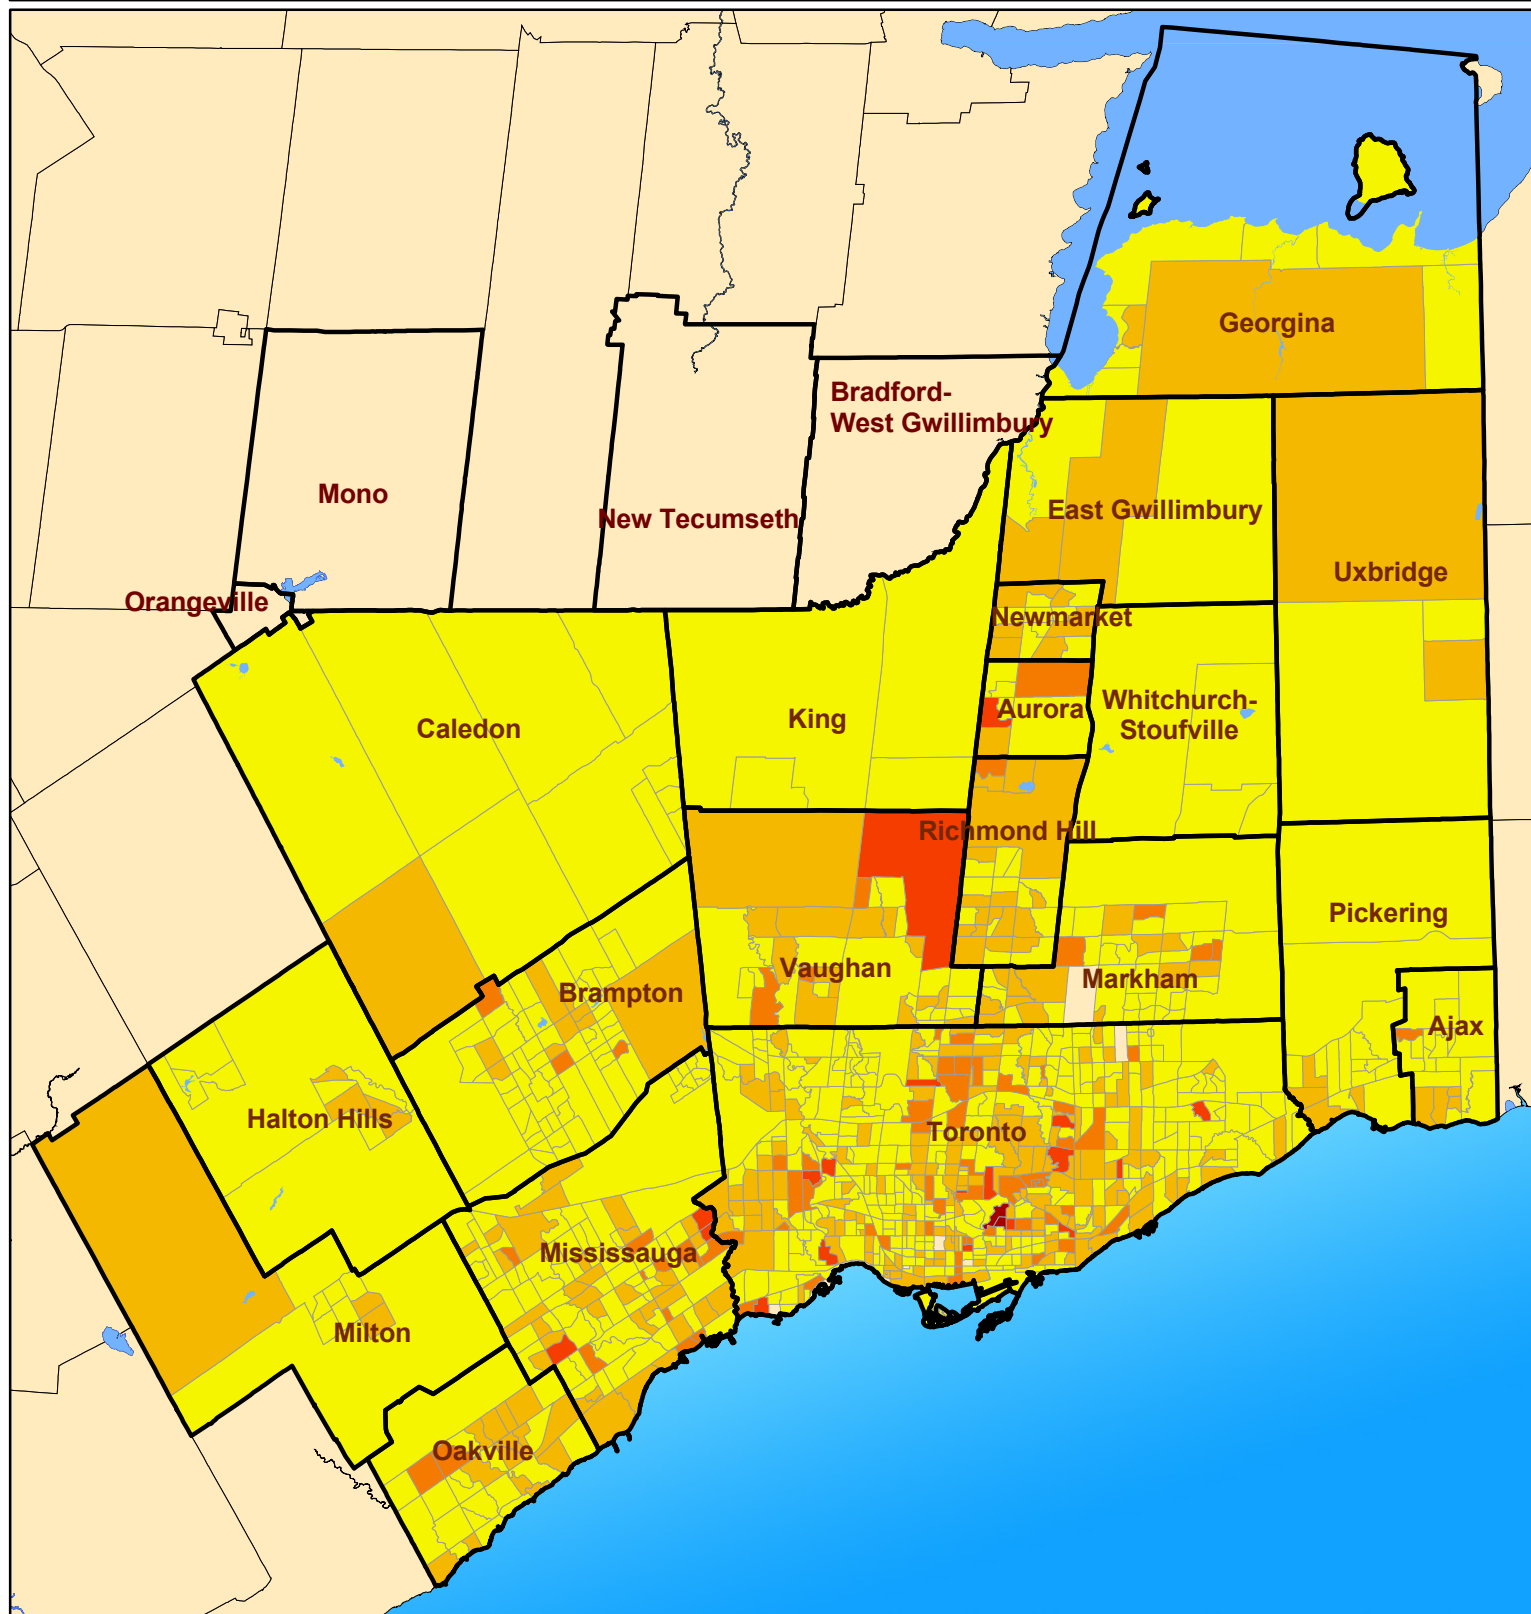 Georgina
Bradford-
West Gwillimbury
Mono
New Tecumseth
East Gwillimbury
Uxbridge
Orangeville
Newmarket
Caledon
King
Aurora
Whitchurch-
Stoufville
Richmond Hill
Pickering
Vaughan
Brampton
Markham
Ajax
Halton Hills
Toronto
Mississauga
Milton
Oakville